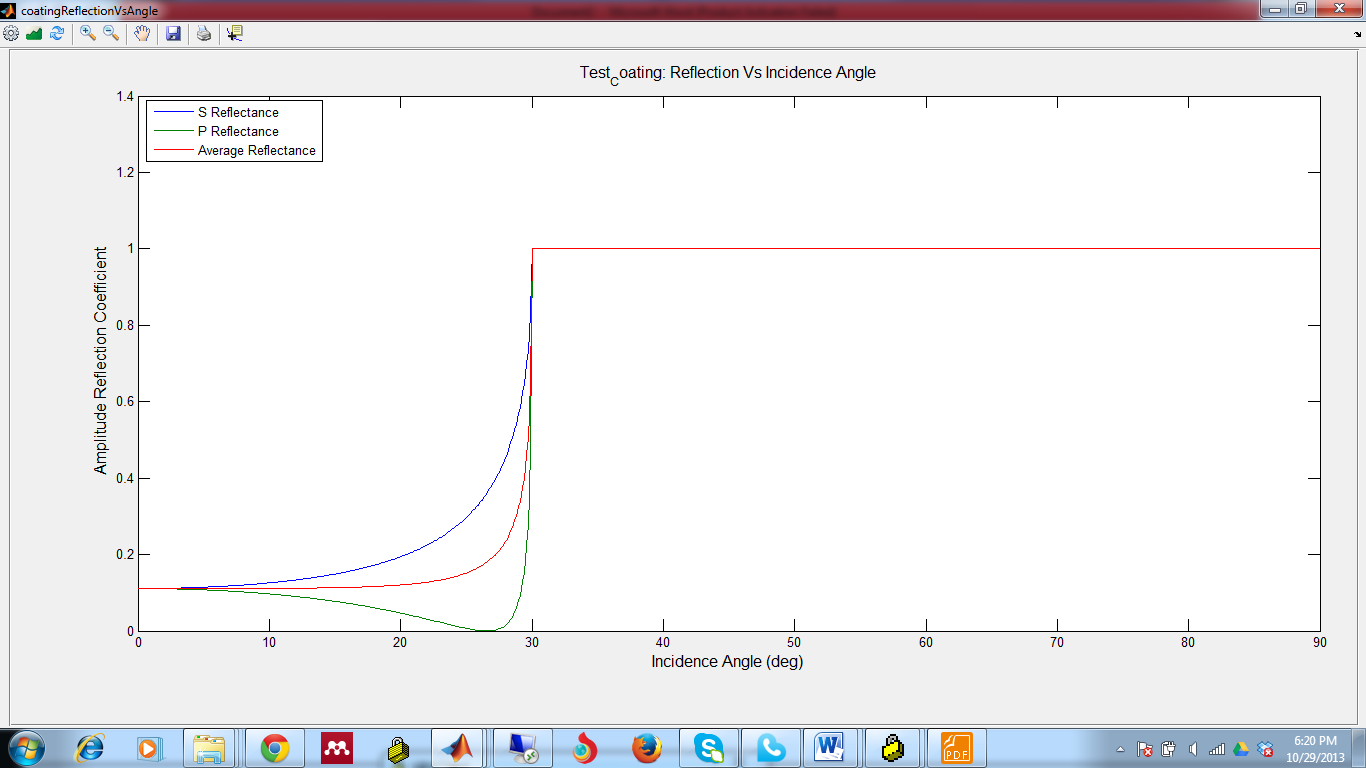 coatingReflectionVsAngle
Test_Coating: Reflection Vs Incidence Angle
S Reflectance
P Reflectance
Average Reflectance
1.4
1.2
1
0.8
0.6
0.4
0.2
0
Amplitude Reflection Coefficient
0 10 20 30 40 50 60 70 80 90
Incidence Angle (deg)
W
PDF
6:20 PM
10/29/2013